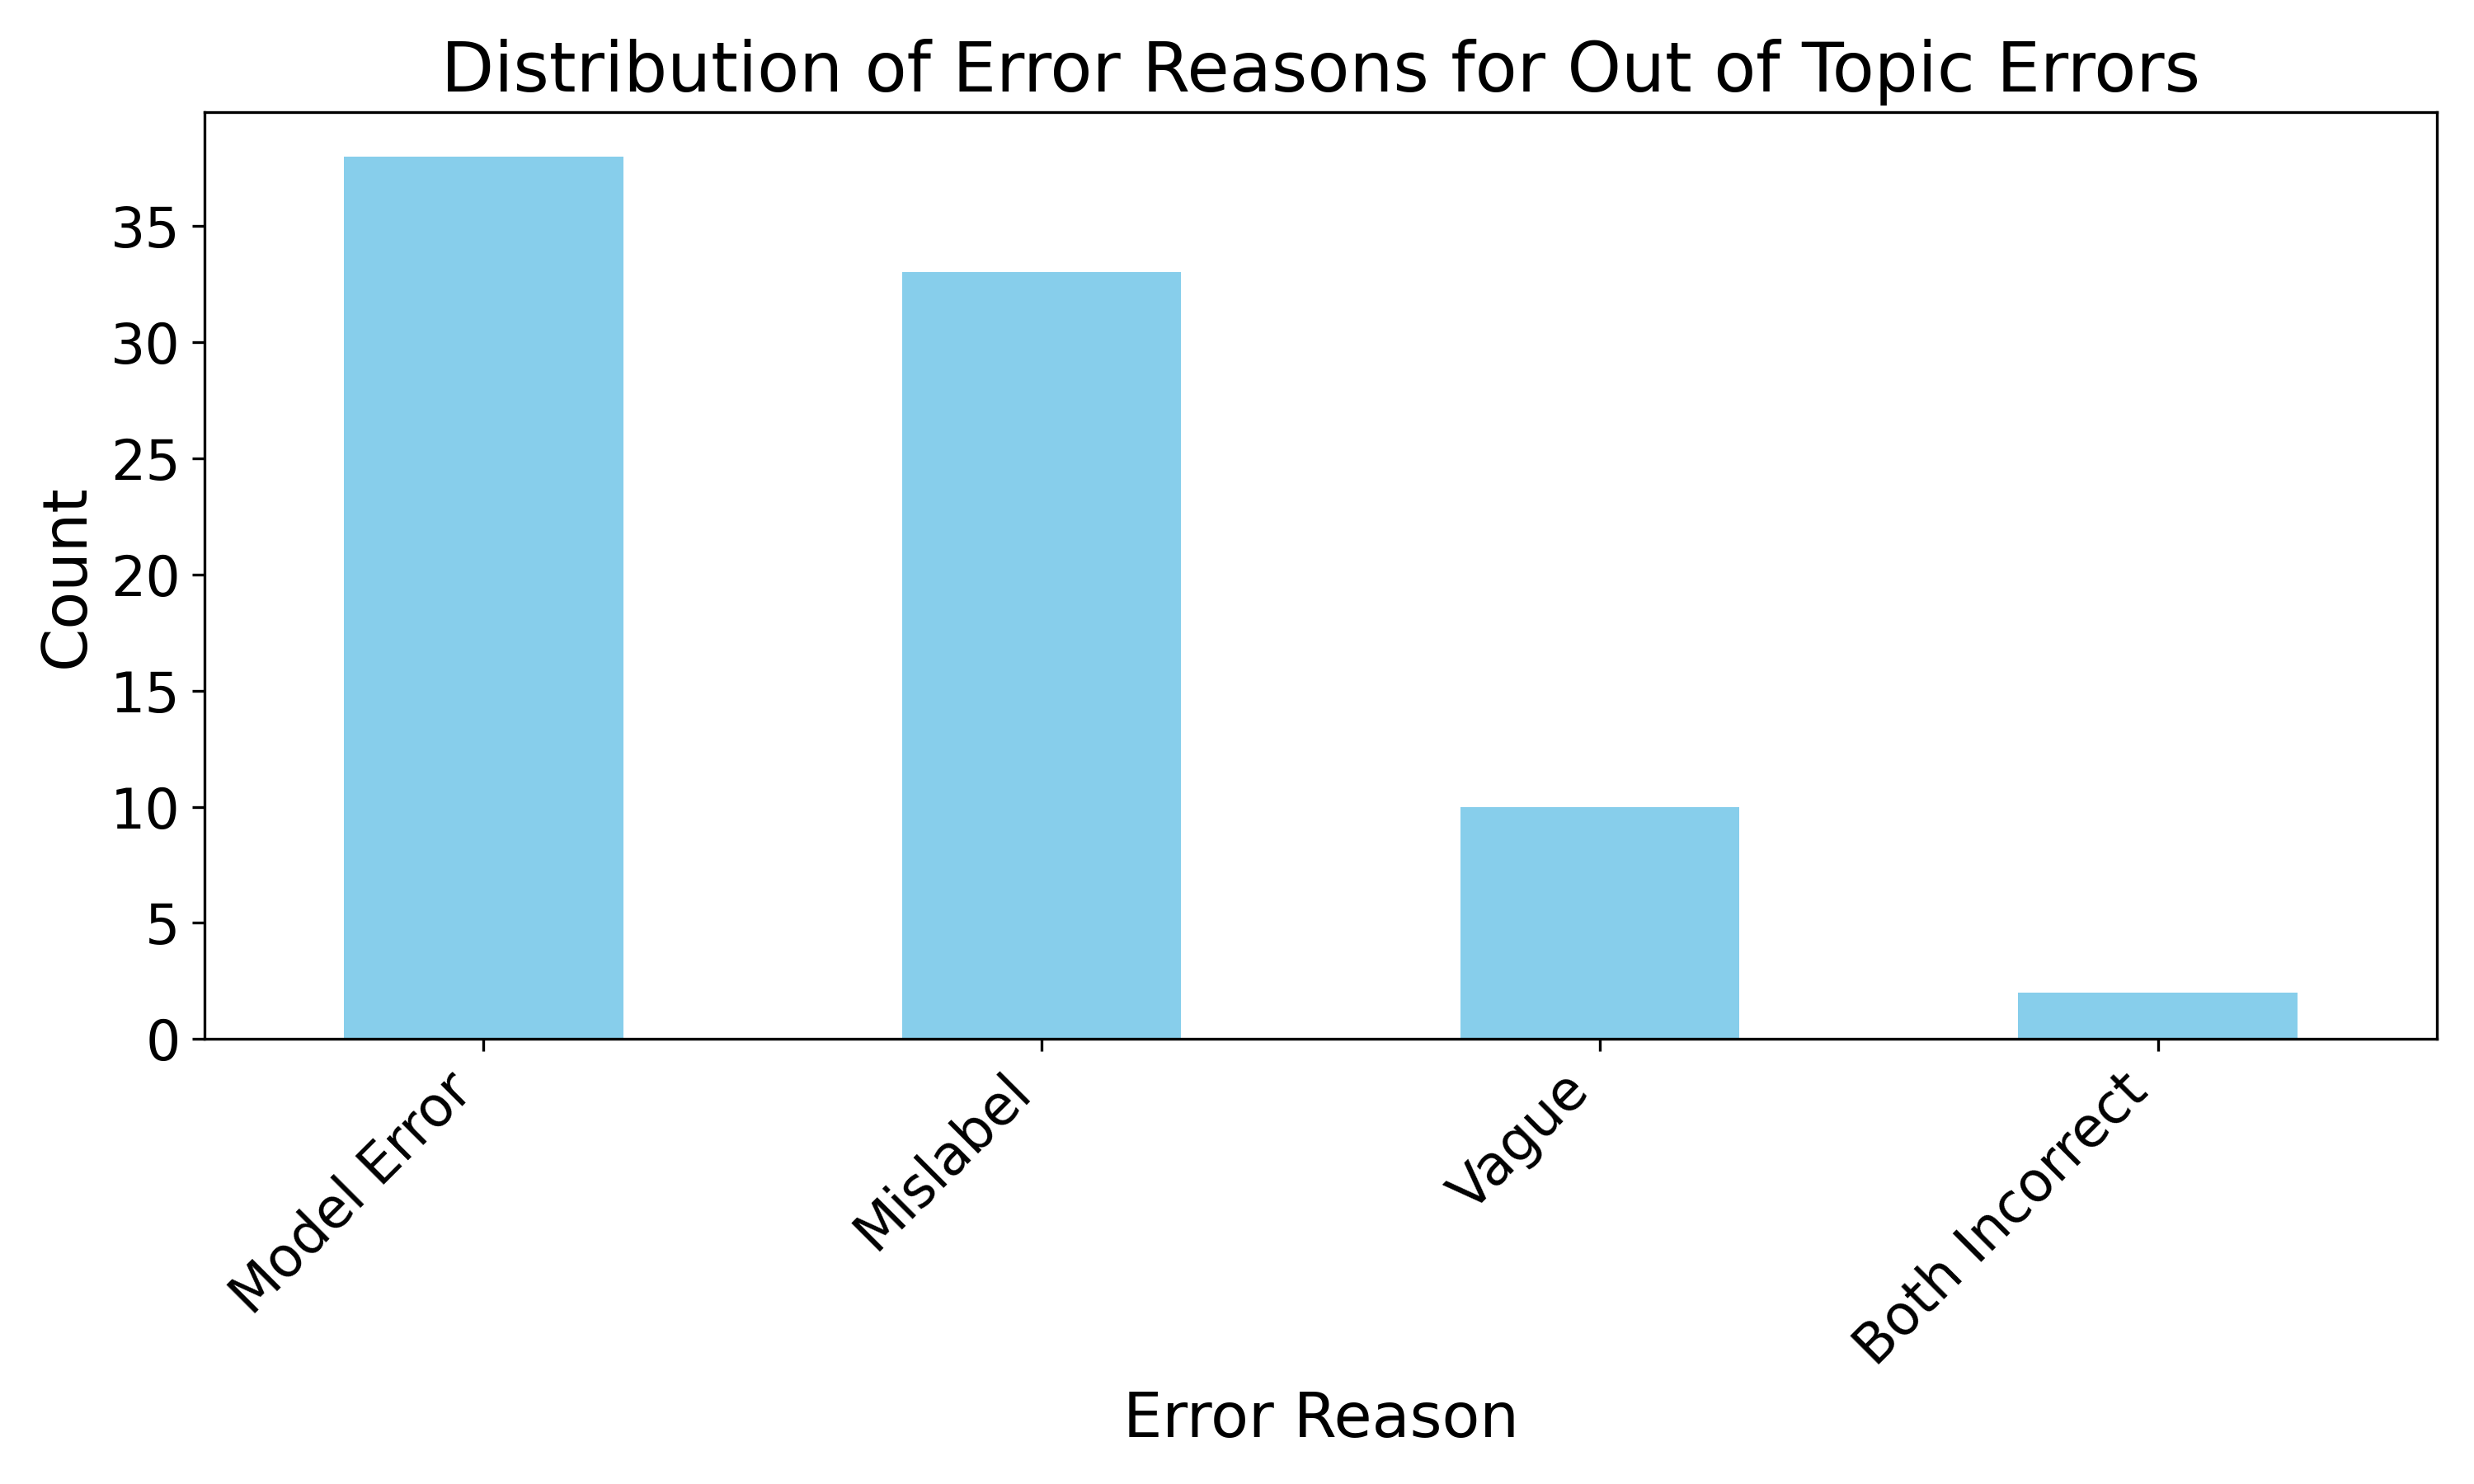 Distribution of Error Reasons for Out of Topic Errors
Count
35
30
25
20
15
10
5
0
Model Error
Mislabel
Vague
Both Incorrect
Error Reason